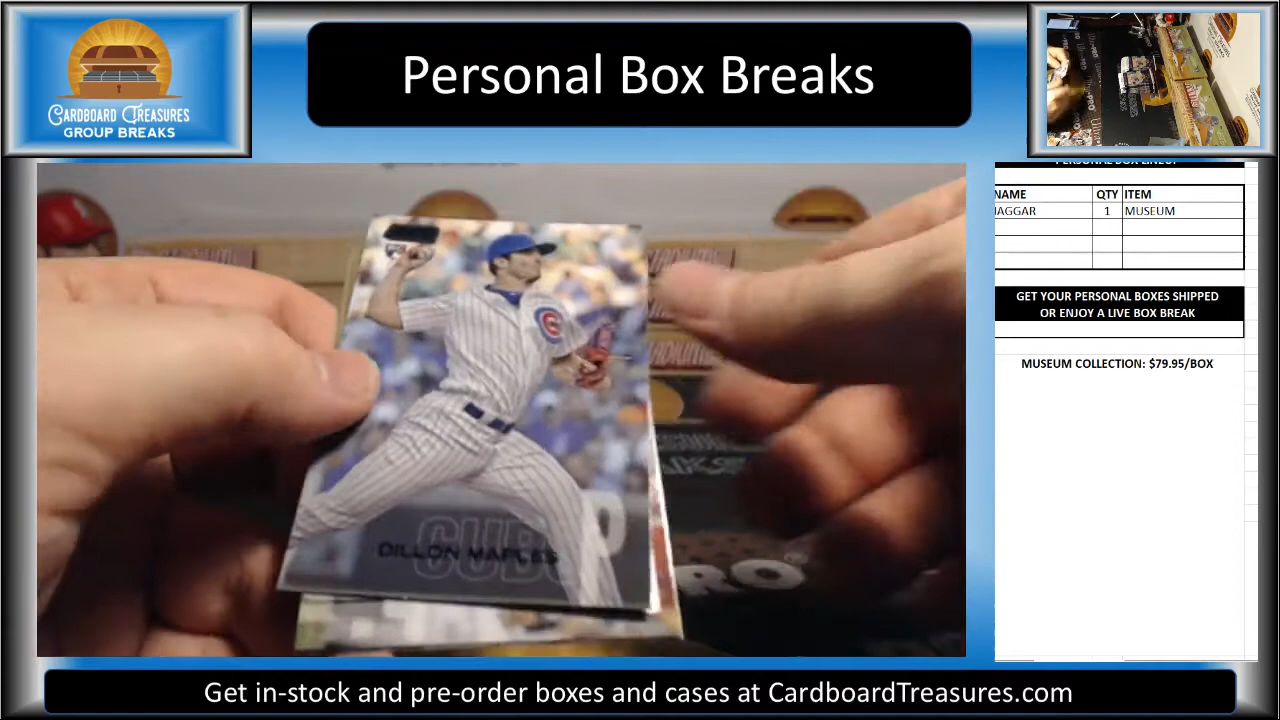 Personal Box Breaks
CARDBOARD TREASURES
GROUP BREAKS
NAME QTY ITEM
JAGGAR 1 MUSEUM
GET YOUR PERSONAL BOXES SHIPPED
OR ENJOY A LIVE BOX BREAK
MUSEUM COLLECTION: $79.95/BOX
CUBS
DILLON MAPLES
Get in-stock and pre-order boxes and cases at CardboardTreasures.com